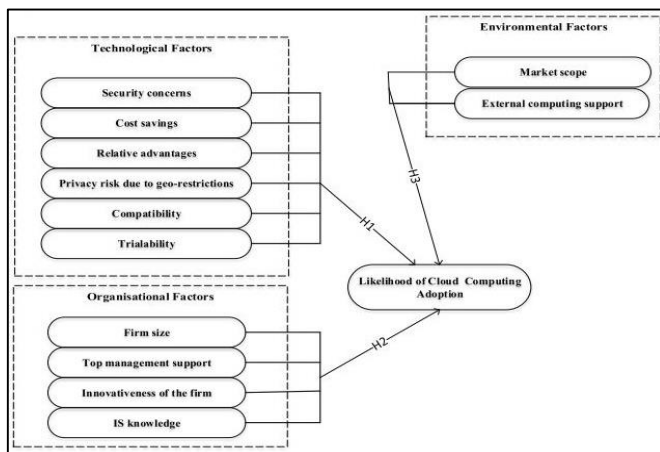 Technological Factors
Security concerns
Cost savings
Relative advantages
Privacy risk due to geo-restrictions
Compatibility
Trialability
Environmental Factors
Market scope
External computing support
H1
H3
Likelihood of Cloud Computing
Adoption
Organisational Factors
Firm size
Top management support
Innovativeness of the firm
IS knowledge
H2